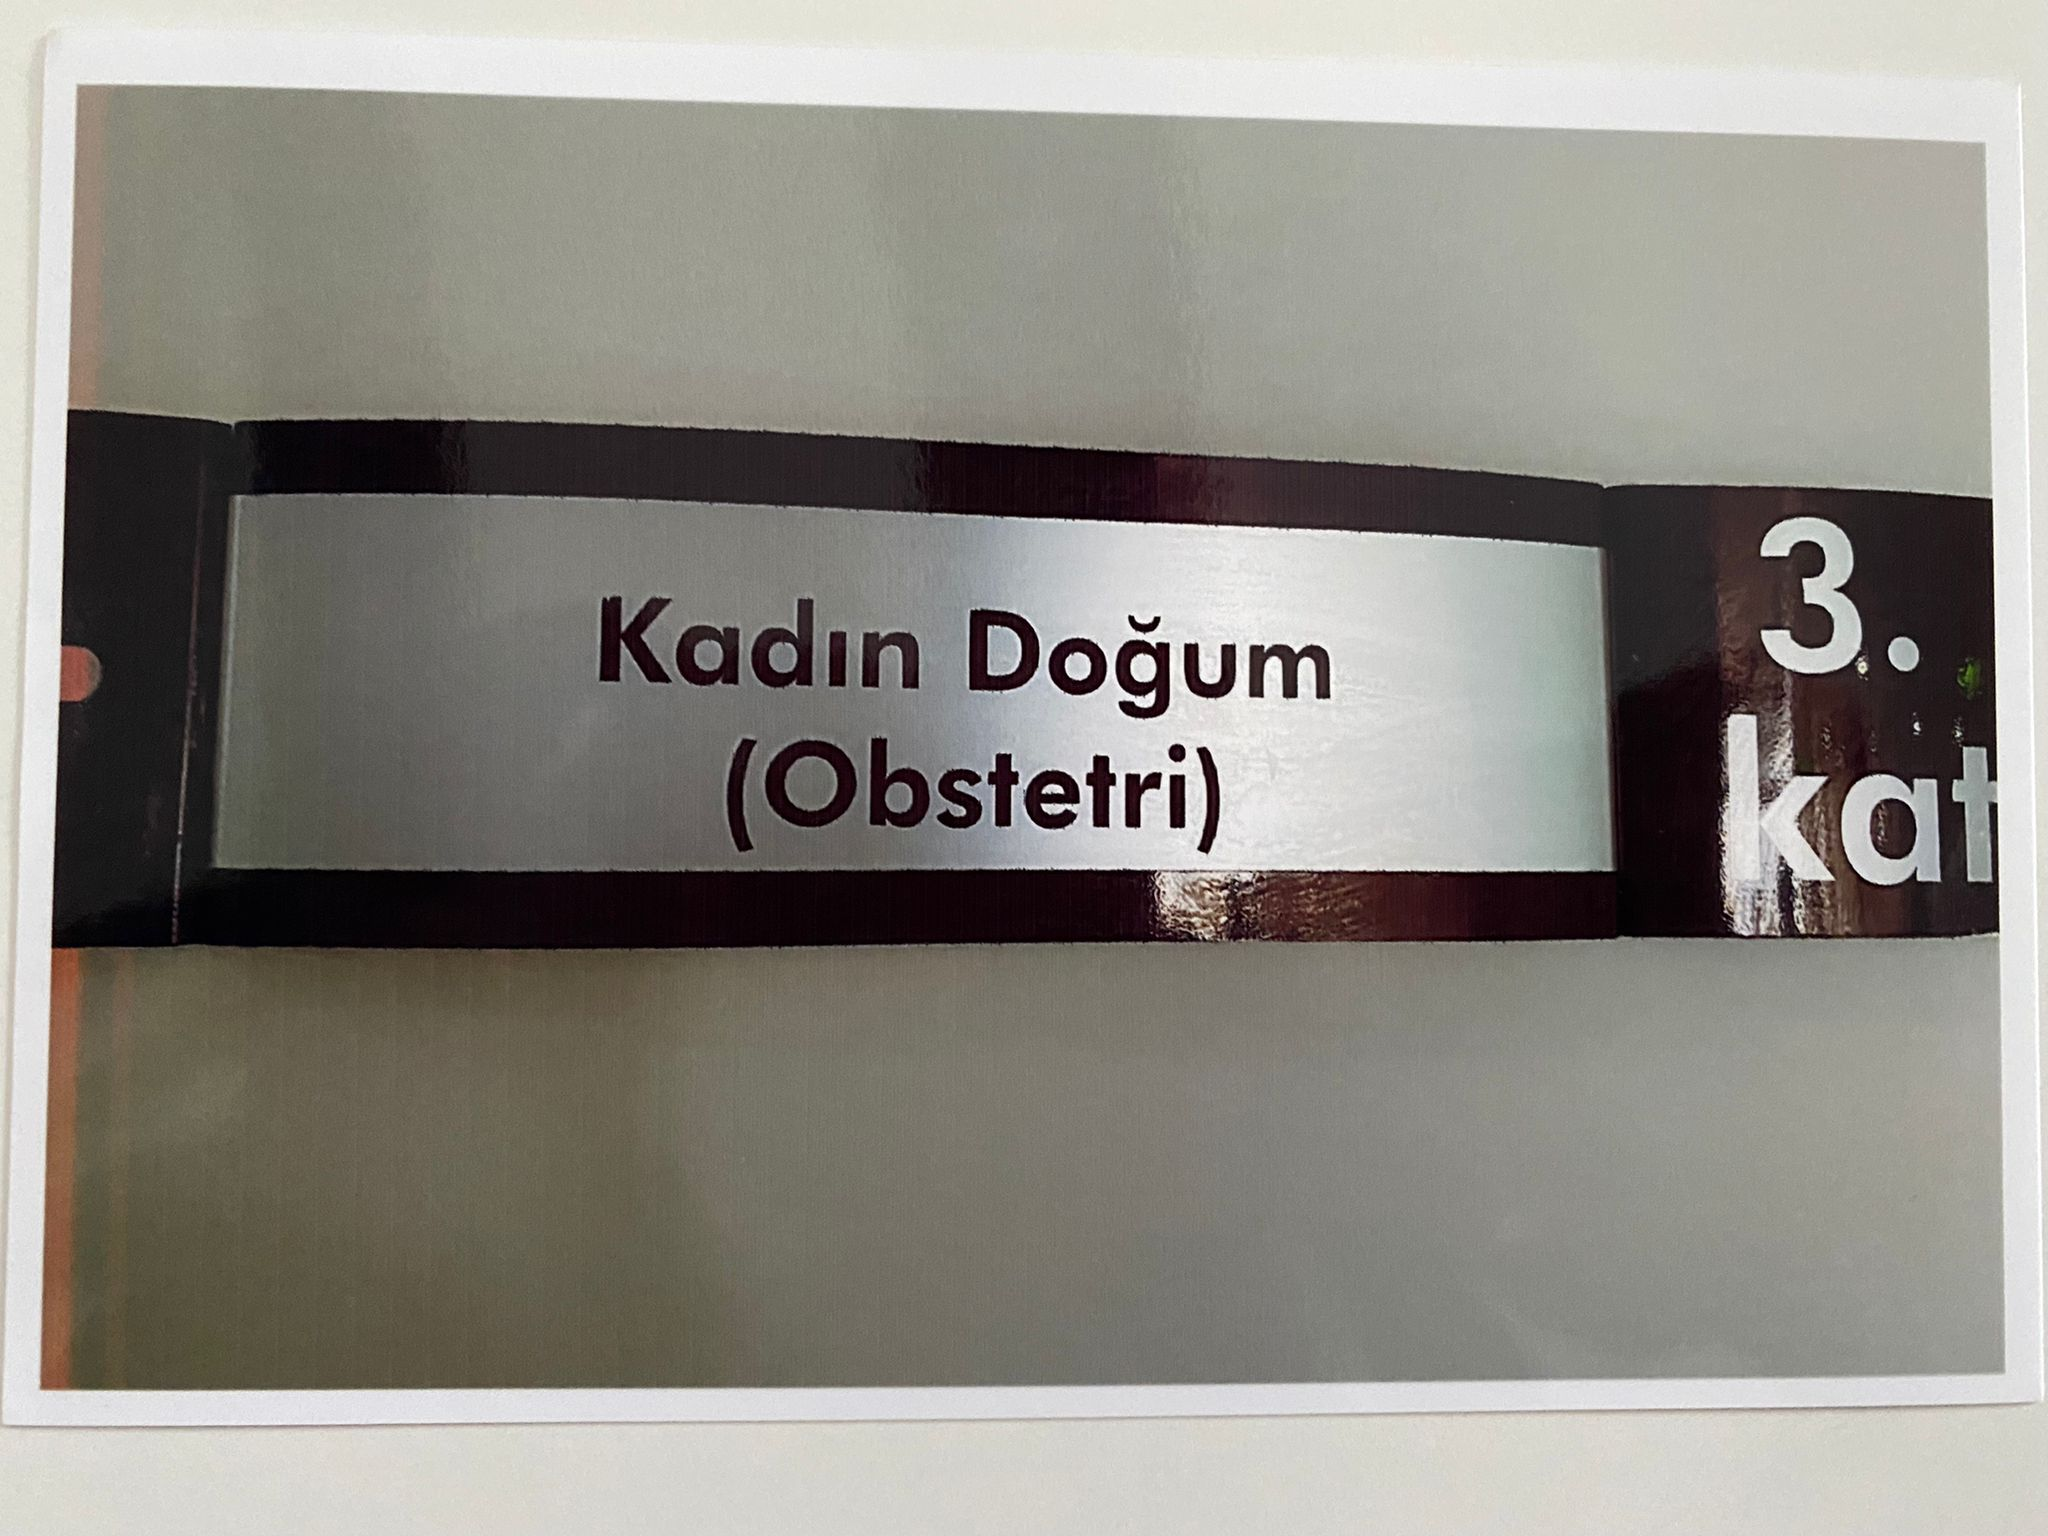 Kadın Doğum
(Obstetri)
3.
kat